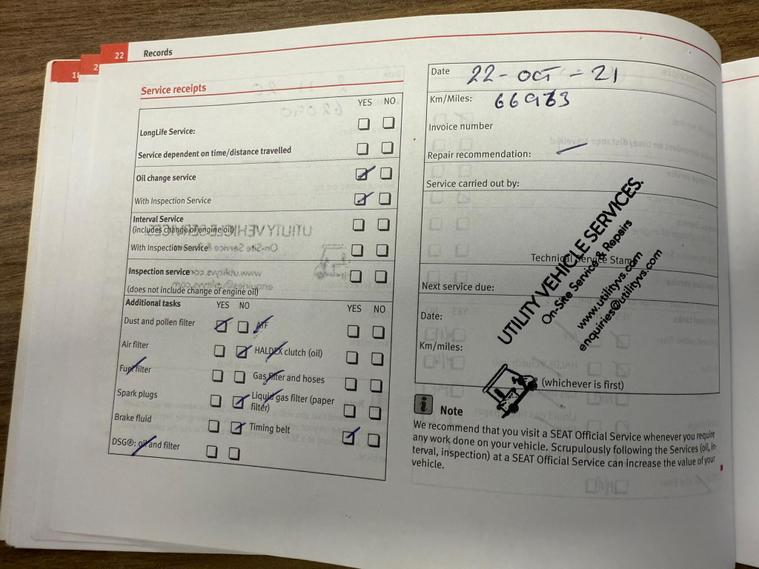 22 Records
Service receipts
YES NO
LongLife Service:
Service dependent on time/distance travelled
Oil change service
With Inspection Service
Interval Service
(includes change of engine oil)
With Inspection Service
Inspection service
(does not include change of engine oil)
Additional tasks YES NO YES NO
Dust and pollen filter ATF
Air filter HALDEX clutch (oil)
Fuel filter Gas filter and hoses
Spark plugs Liquid gas filter (paper
filter)
Brake fluid Timing belt
DSG®: oil and filter
Date 22-OCT-21
Km/Miles:
Invoice number
Repair recommendation:
Service carried out by:
Technical Service Stamp
Next service due:
Date:
Km/miles:
(whichever is first)
UTILITY VEHICLE SERVICES.
On-Site Service & Repairs
www.utilityvs.com
enquiries@utilityvs.com
i Note
We recommend that you visit a SEAT Official Service whenever you require
any work done on your vehicle. Scrupulously following the Services (oil, in-
terval, inspection) at a SEAT Official Service can increase the value of your
vehicle.